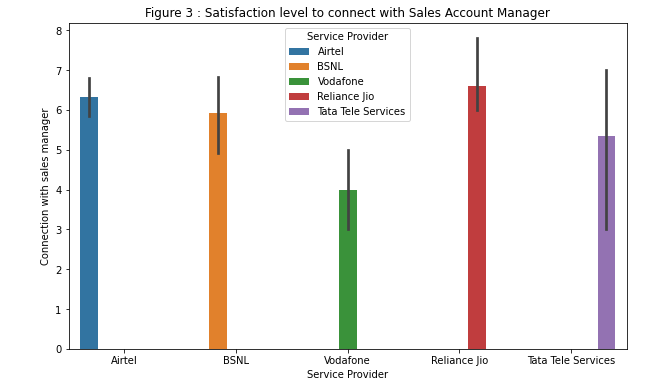 Figure 3 : Satisfaction level to connect with Sales Account Manager
8
7
6
5
4
3
2
1
0
Connection with sales manager
Service Provider
Airtel
BSNL
Vodafone
Reliance Jio
Tata Tele Services
Airtel
BSNL
Vodafone
Reliance Jio
Tata Tele Services
Service Provider